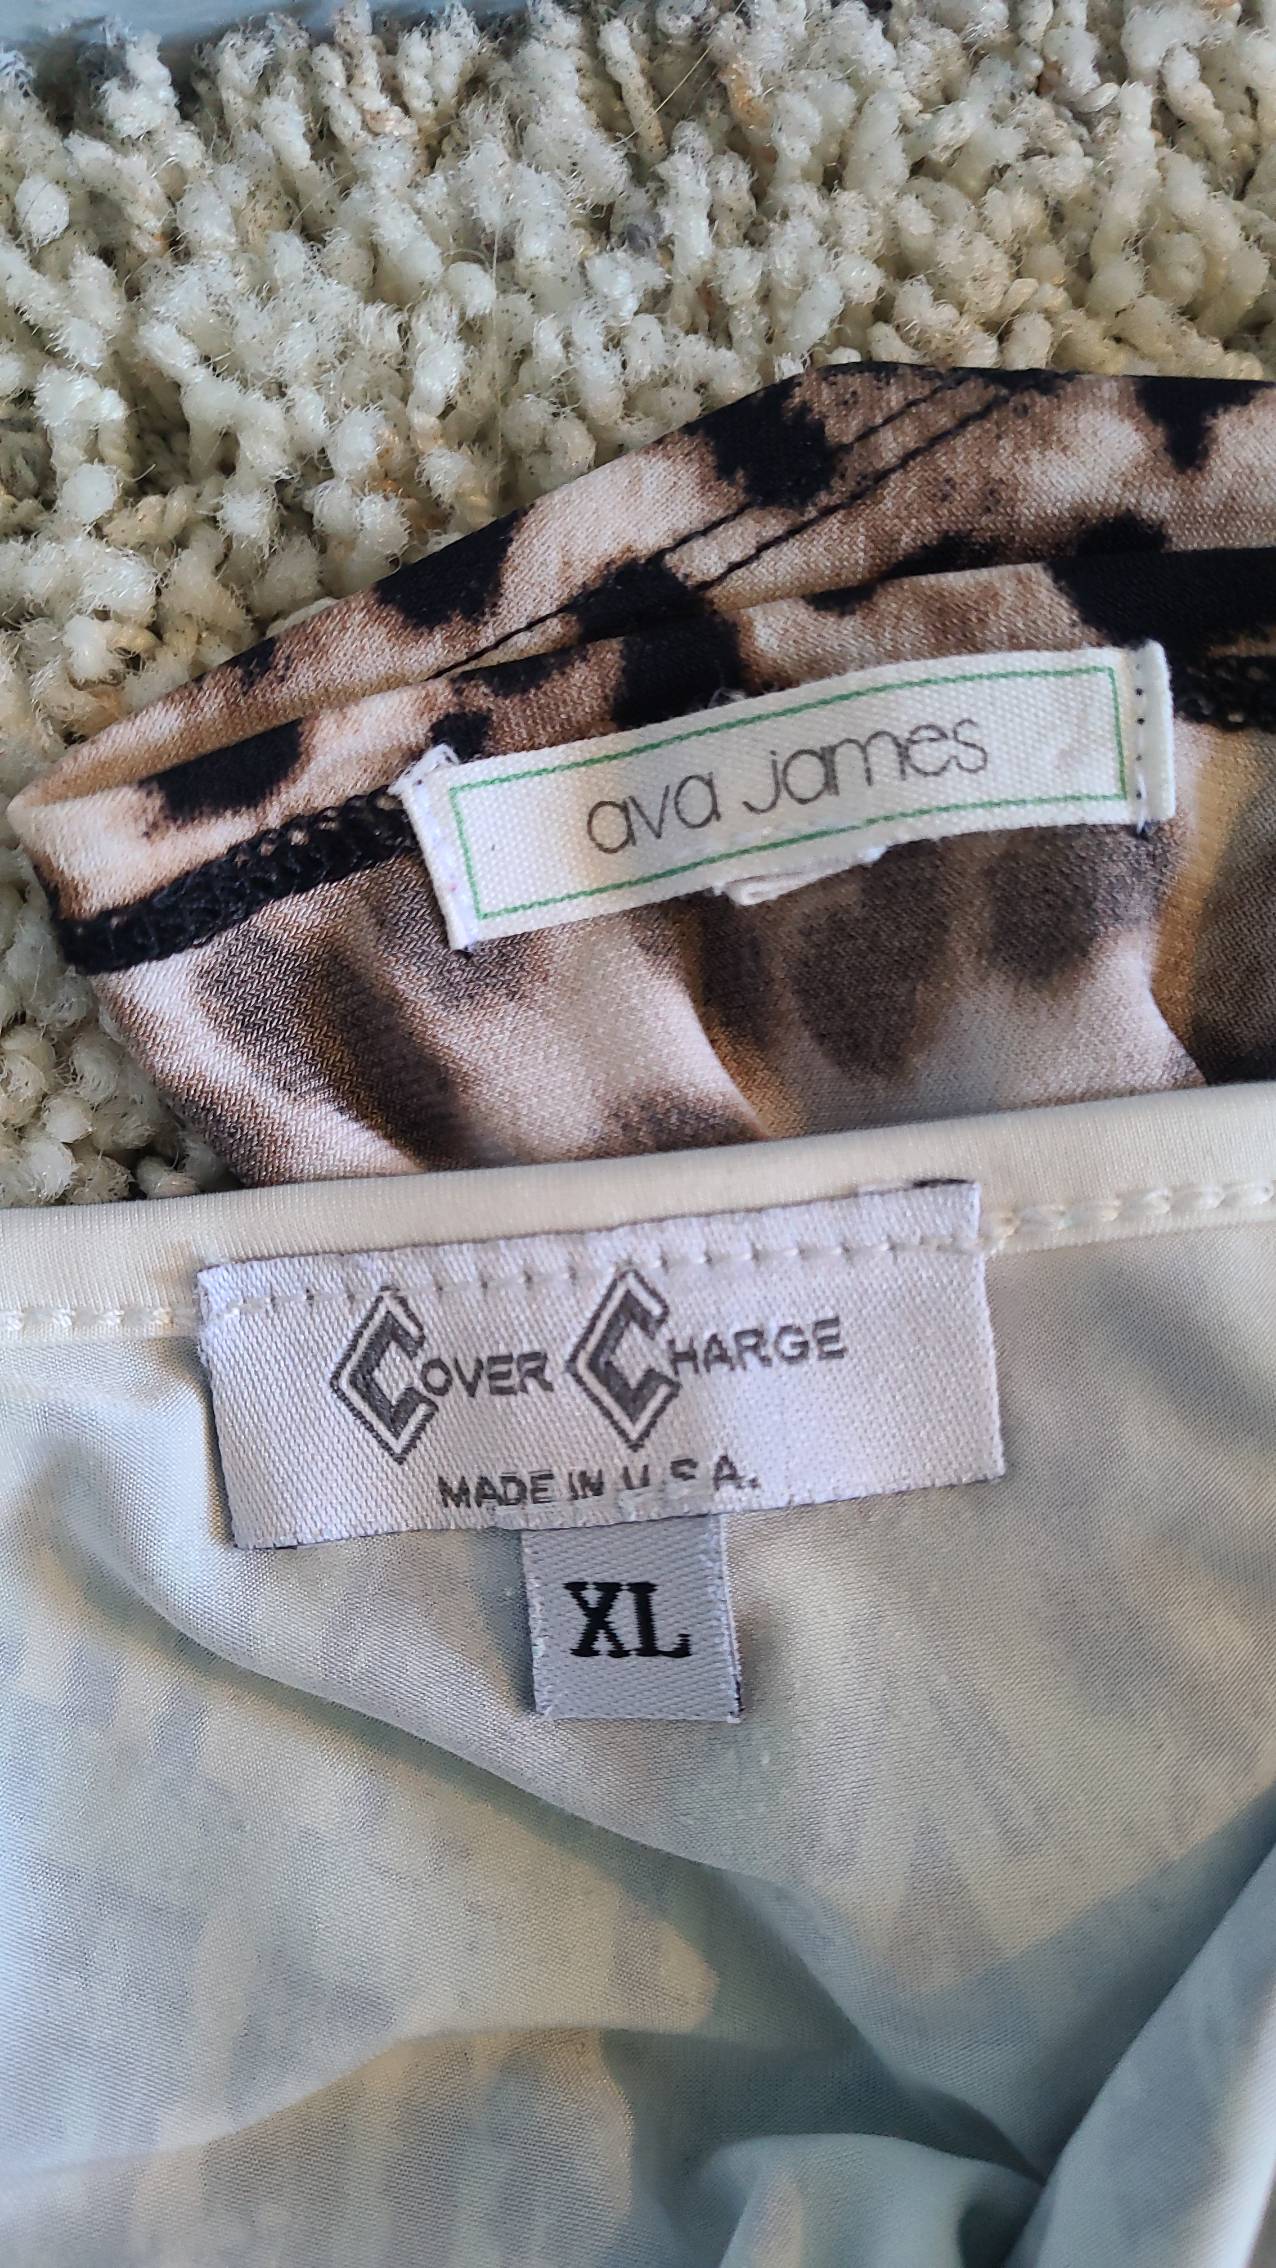 ava james
COVER CHARGE
MADE IN U.S.A.
XL